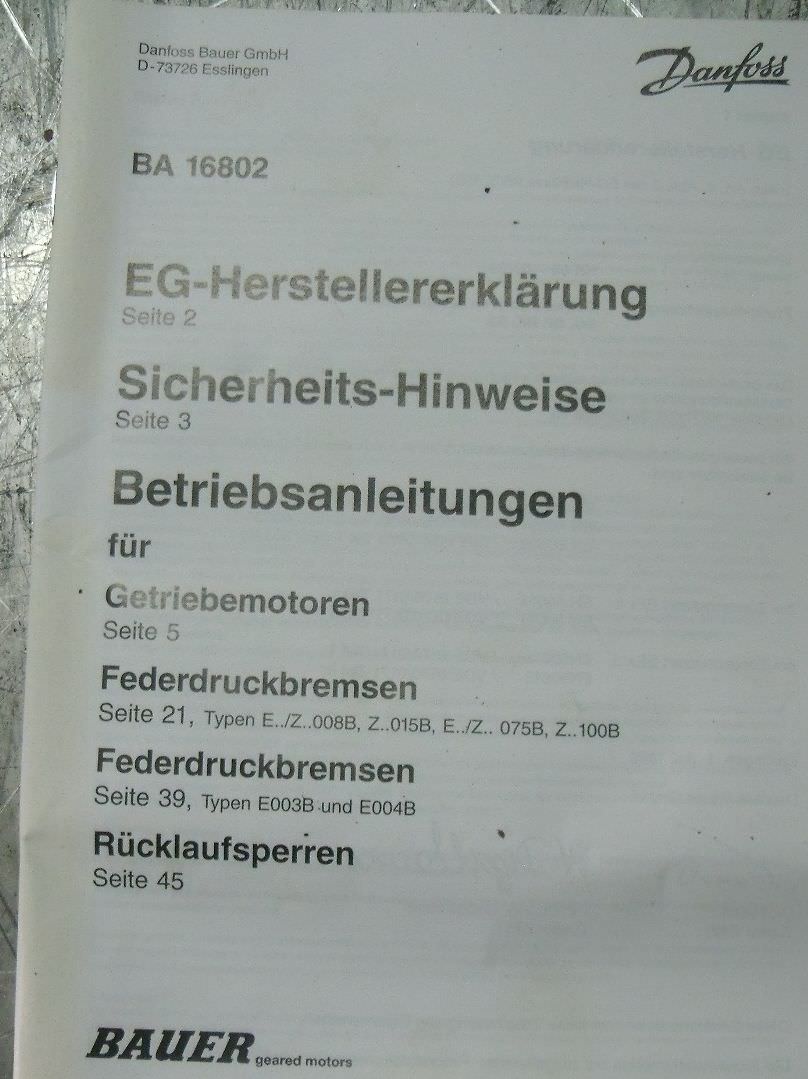 Danfoss Bauer GmbH
D-73726 Esslingen
Danfoss
BA 16802
EG-Herstellererklärung
Seite 2
Sicherheits-Hinweise
Seite 3
Betriebsanleitungen
für
Getriebemotoren
Seite 5
Federdruckbremsen
Seite 21, Typen E../Z..008B, Z..015B, E../Z.. 075B, Z..100B
Federdruckbremsen
Seite 39, Typen E003B und E004B
Rücklaufsperren
Seite 45
BAUER geared motors